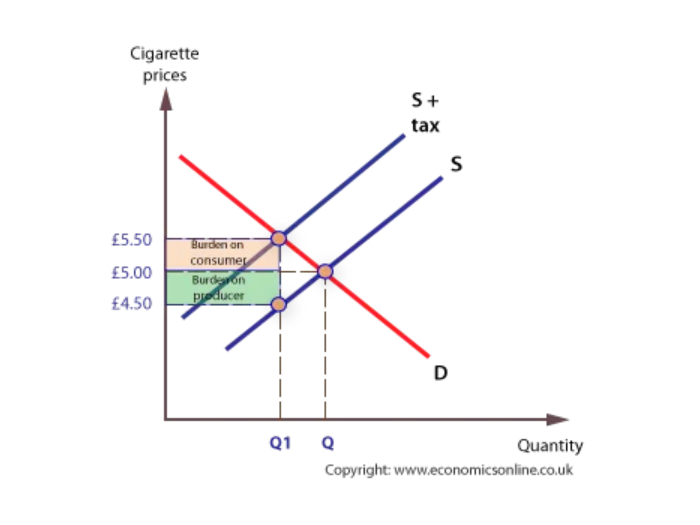 Cigarette
prices
S +
tax
S
£5.50
Burden on
consumer
£5.00
Burden on
producer
£4.50
D
Q1
Q
Quantity
Copyright: www.economicsonline.co.uk